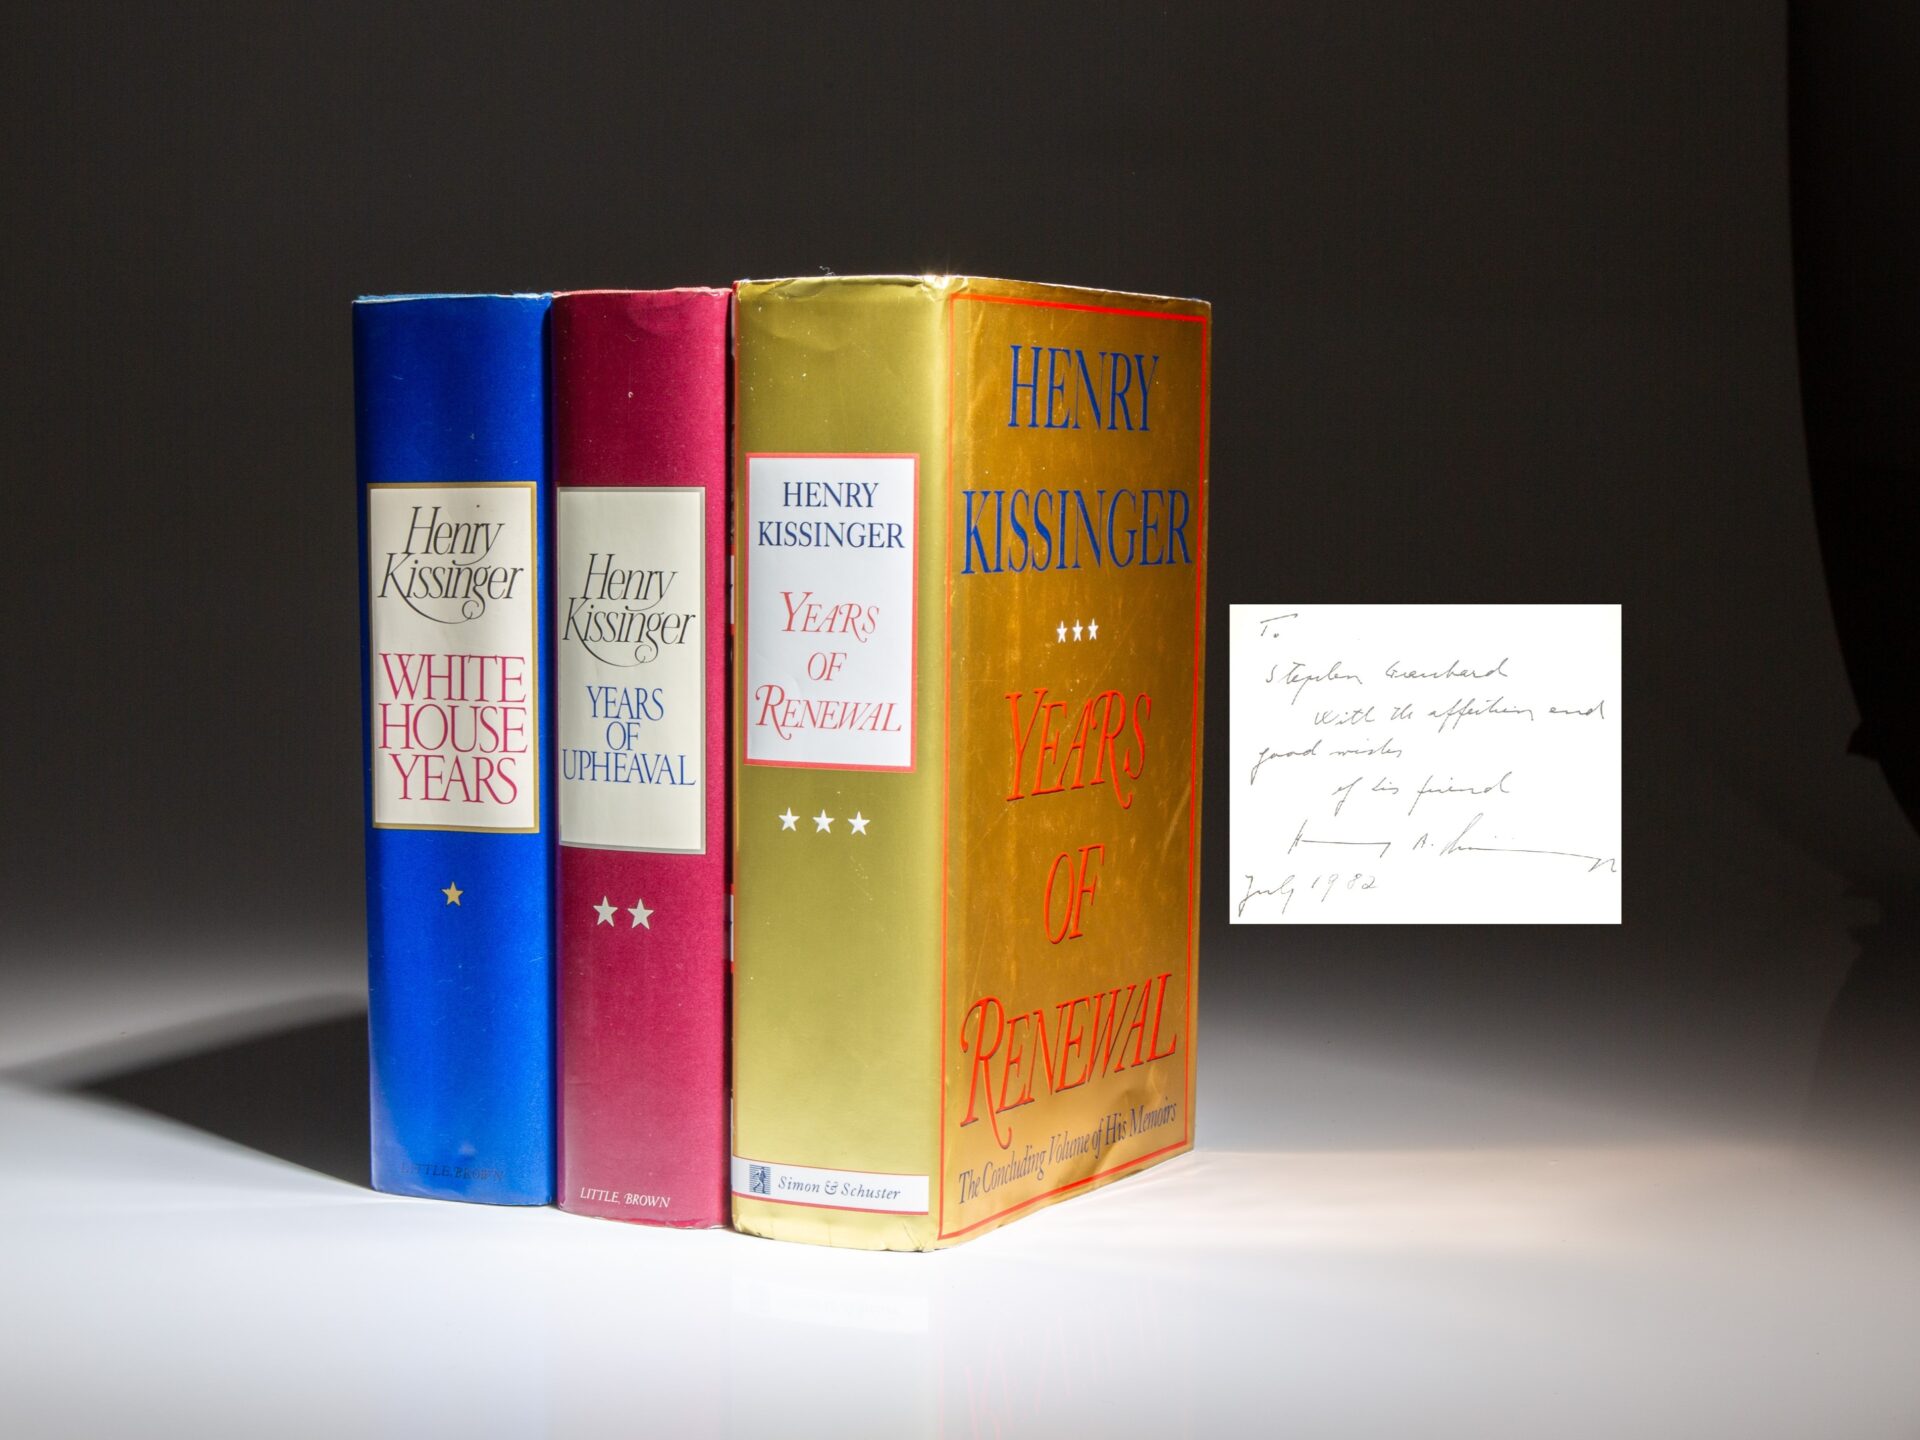 Henry
Kissinger
WHITE
HOUSE
YEARS
LITTLE, BROWN
Henry
Kissinger
YEARS
OF
UPHEAVAL
LITTLE, BROWN
HENRY
KISSINGER
YEARS
OF
RENEWAL
Simon & Schuster
HENRY
KISSINGER
YEARS
OF
RENEWAL
The Concluding Volume of His Memoirs
To
Stephen Graubard
with the affection and
good wishes
of his friend
Henry A. Kissinger
July 1982